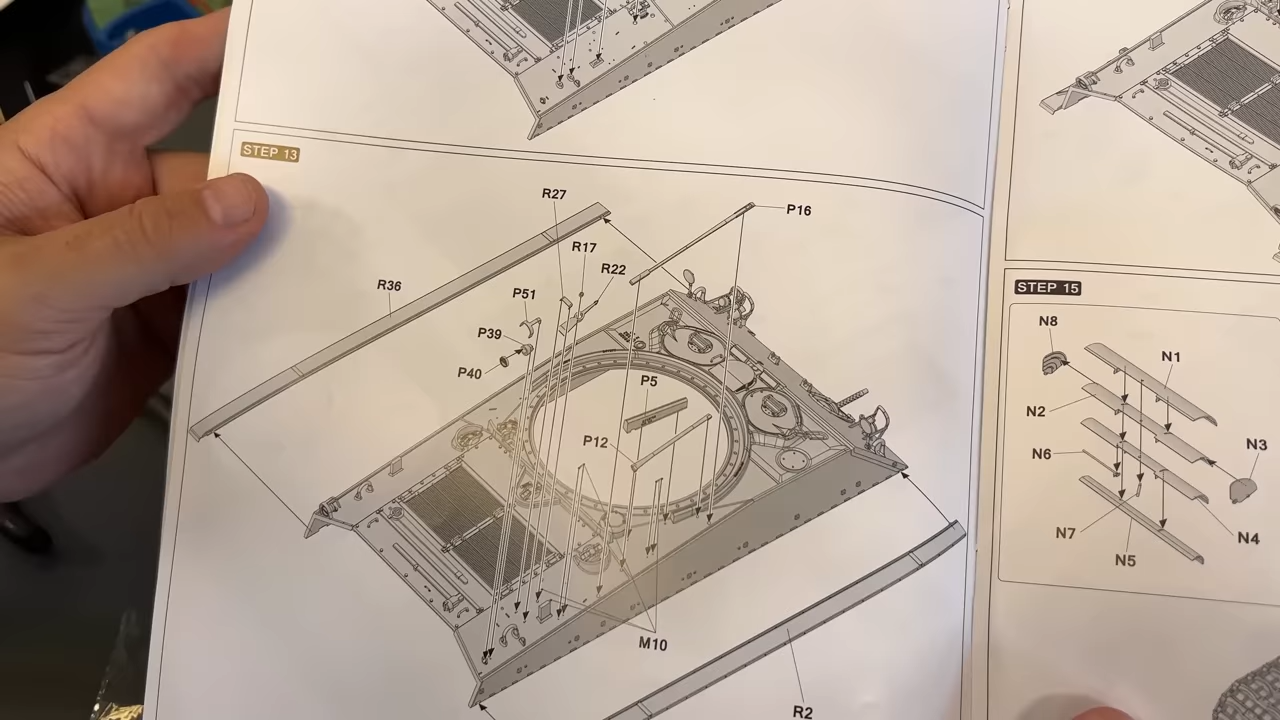 STEP 13
R27
P16
R17
R22
R36
P51
P39
P40
P5
P12
M10
R2
STEP 15
N8
N1
N2
N3
N6
N7
N5
N4